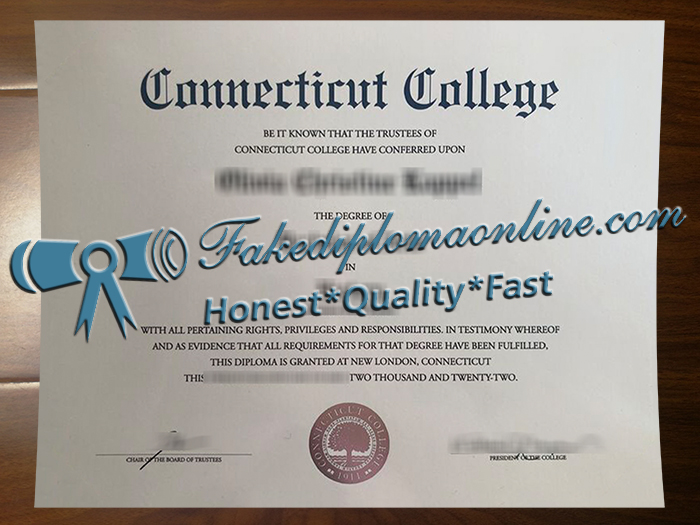 Connecticut College
BE IT KNOWN THAT THE TRUSTEES OF
CONNECTICUT COLLEGE HAVE CONFERRED UPON
THE DEGREE OF
Fakediplomaonline.com
IN
Honest*Quality*Fast
WITH ALL PERTAINING RIGHTS, PRIVILEGES AND RESPONSIBILITIES. IN TESTIMONY WHEREOF
AND AS EVIDENCE THAT ALL REQUIREMENTS FOR THAT DEGREE HAVE BEEN FULFILLED,
THIS DIPLOMA IS GRANTED AT NEW LONDON, CONNECTICUT
THIS TWO THOUSAND AND TWENTY-TWO.
CONNECTICUT COLLEGE
1911
CHAIR OF THE BOARD OF TRUSTEES
PRESIDENT OF THE COLLEGE